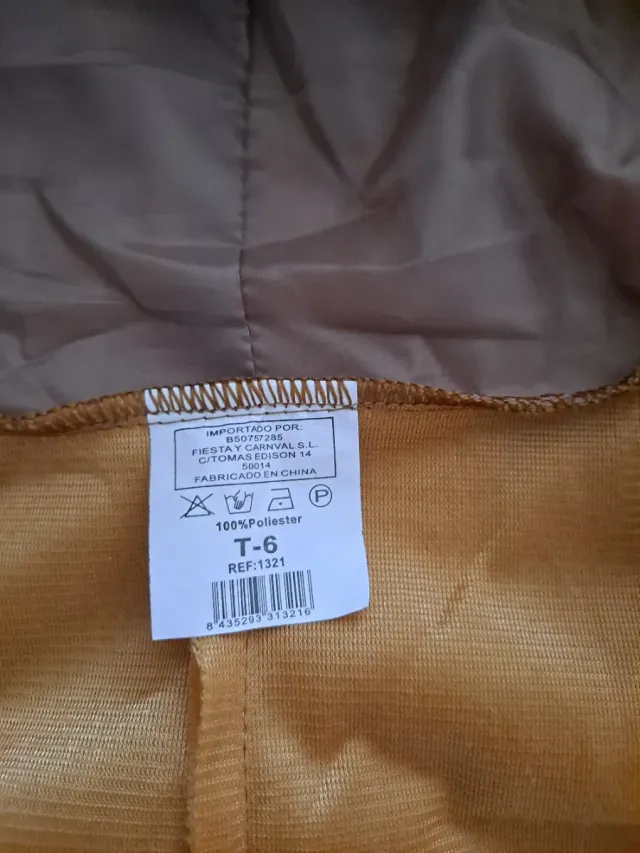 IMPORTADO POR:
B50757285
FIESTA Y CARNVAL S.L.
C/TOMAS EDISON 14
50014
FABRICADO EN CHINA
P
100%Poliester
T-6
REF:1321
8 435293 313216